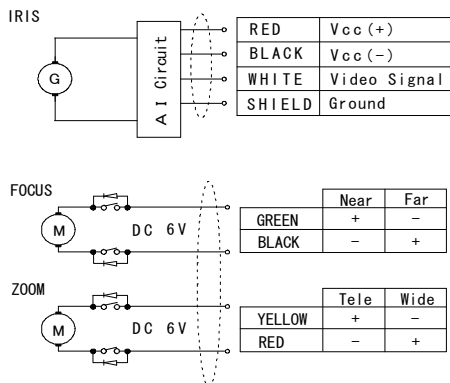 IRIS
G
AI Circuit
RED Vcc(+)
BLACK Vcc(-)
WHITE Video Signal
SHIELD Ground
FOCUS
M
DC 6V
Near Far
GREEN + -
BLACK - +
ZOOM
M
DC 6V
Tele Wide
YELLOW + -
RED - +